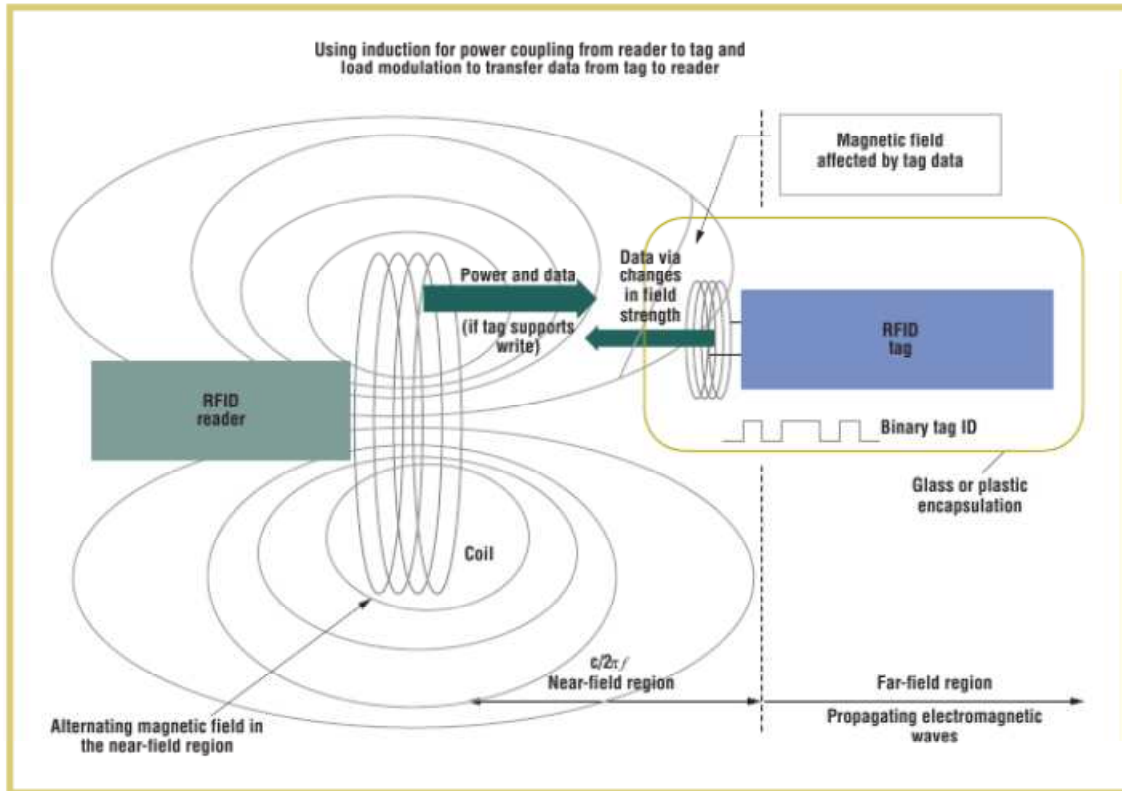 Using induction for power coupling from reader to tag and
load modulation to transfer data from tag to reader
Magnetic field
affected by tag data
Power and data
(if tag supports
write)
Data via
changes
in field
strength
RFID
tag
RFID
reader
Binary tag ID
Glass or plastic
encapsulation
Coil
c/2πf
Near-field region
Far-field region
Propagating electromagnetic
waves
Alternating magnetic field in
the near-field region